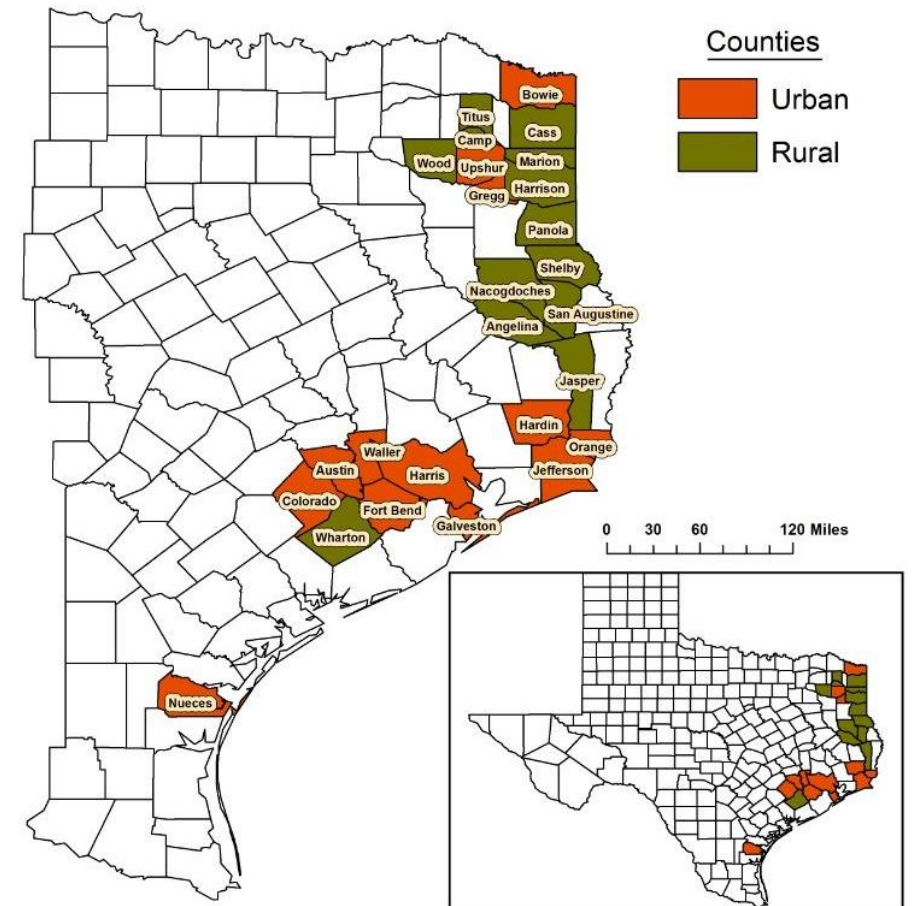 Counties
Urban
Rural
Bowie
Titus
Cass
Camp
Wood
Upshur
Marion
Harrison
Gregg
Panola
Shelby
Nacogdoches
San Augustine
Angelina
Jasper
Hardin
Orange
Waller
Austin
Harris
Jefferson
Colorado
Fort Bend
Galveston
Wharton
0 30 60 120 Miles
Nueces